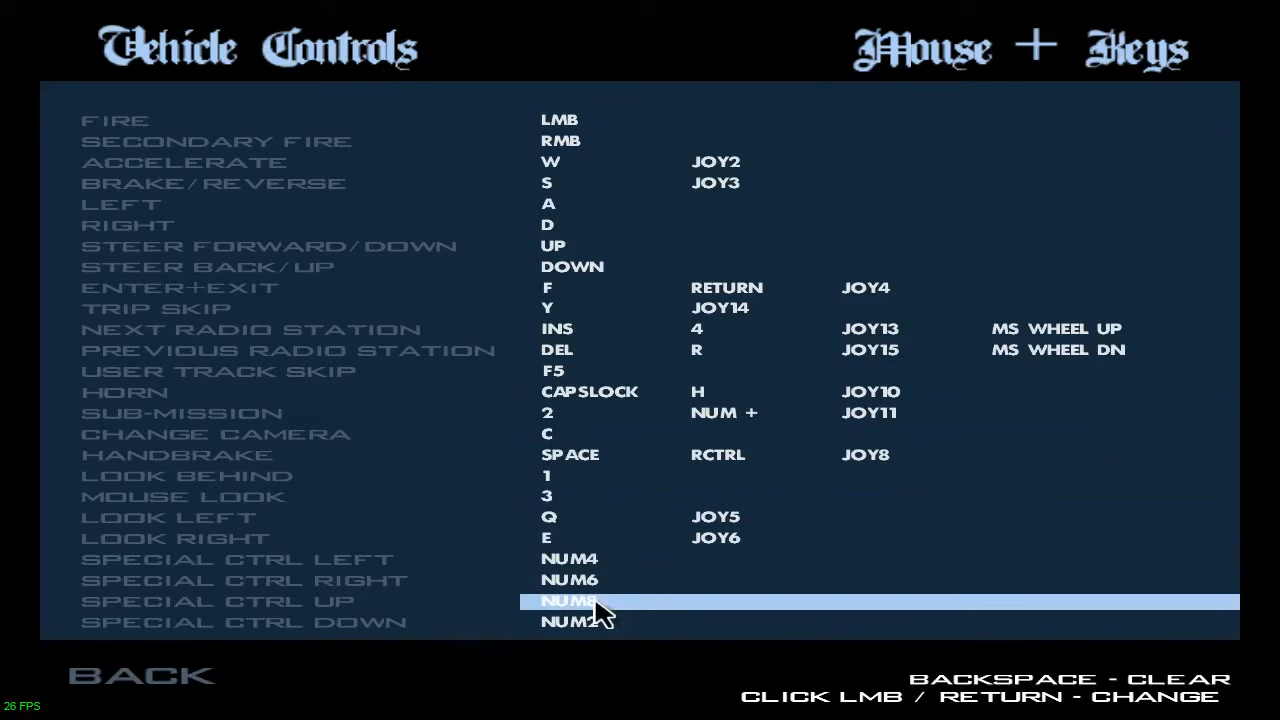 Vehicle Controls Mouse + Keys
FIRE LMB
SECONDARY FIRE RMB
ACCELERATE W JOY2
BRAKE/REVERSE S JOY3
LEFT A
RIGHT D
STEER FORWARD/DOWN UP
STEER BACK/UP DOWN
ENTER+EXIT F RETURN JOY4
TRIP SKIP Y JOY14
NEXT RADIO STATION INS 4 JOY13 MS WHEEL UP
PREVIOUS RADIO STATION DEL R JOY15 MS WHEEL DN
USER TRACK SKIP F5
HORN CAPSLOCK H JOY10
SUB-MISSION 2 NUM + JOY11
CHANGE CAMERA C
HANDBRAKE SPACE RCTRL JOY8
LOOK BEHIND 1
MOUSE LOOK 3
LOOK LEFT Q JOY5
LOOK RIGHT E JOY6
SPECIAL CTRL LEFT NUM4
SPECIAL CTRL RIGHT NUM6
SPECIAL CTRL UP NUM8
SPECIAL CTRL DOWN NUM2
BACK
BACKSPACE - CLEAR
CLICK LMB / RETURN - CHANGE
26 FPS